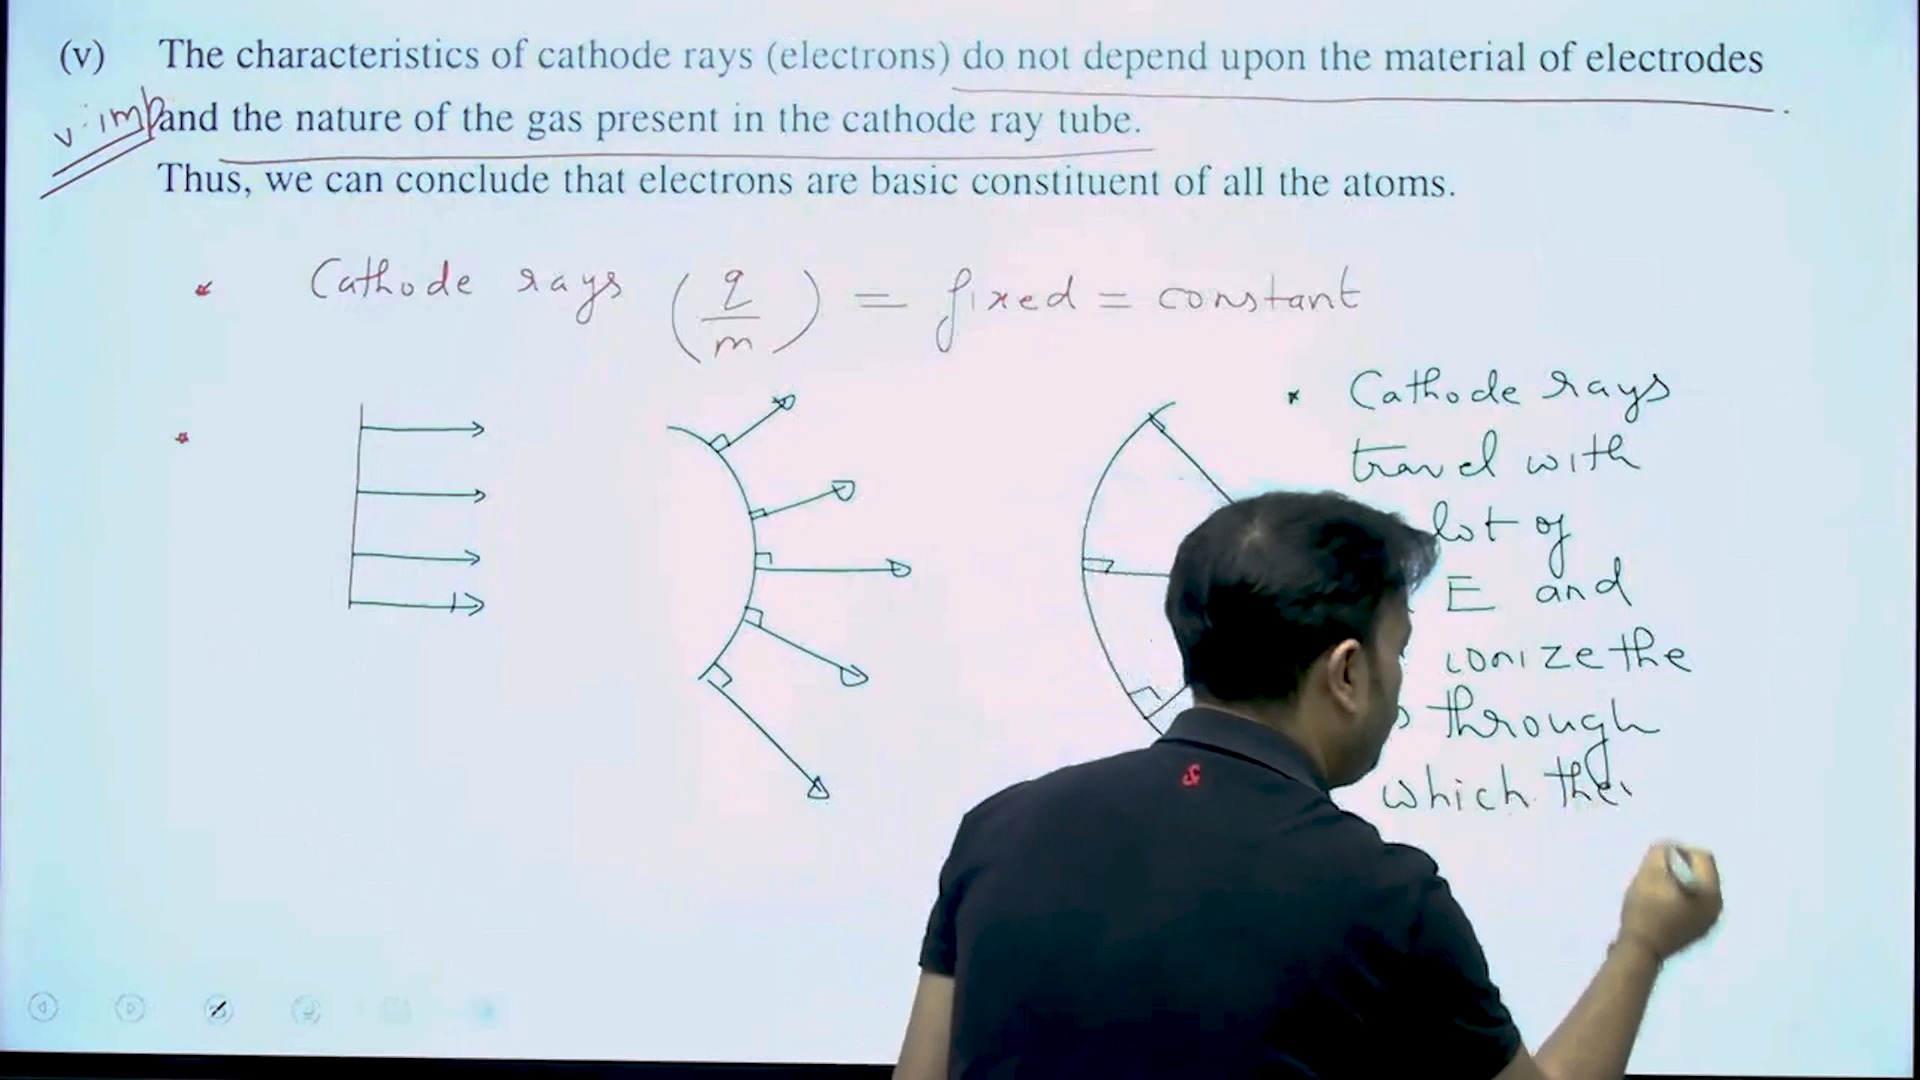 (v) The characteristics of cathode rays (electrons) do not depend upon the material of electrodes
v. imp and the nature of the gas present in the cathode ray tube.
Thus, we can conclude that electrons are basic constituent of all the atoms.
Cathode rays (q/m) = fixed = constant
* Cathode rays
travel with
lot of
E and
ionize the
through
which